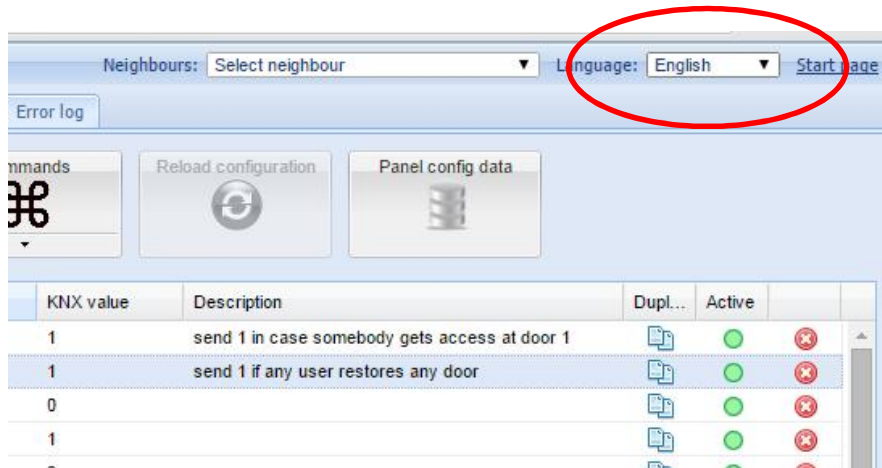 Neighbours: Select neighbour Language: English Start page
Error log
mmands Reload configuration Panel config data
KNX value Description Dupl... Active
1 send 1 in case somebody gets access at door 1
1 send 1 if any user restores any door
0
1